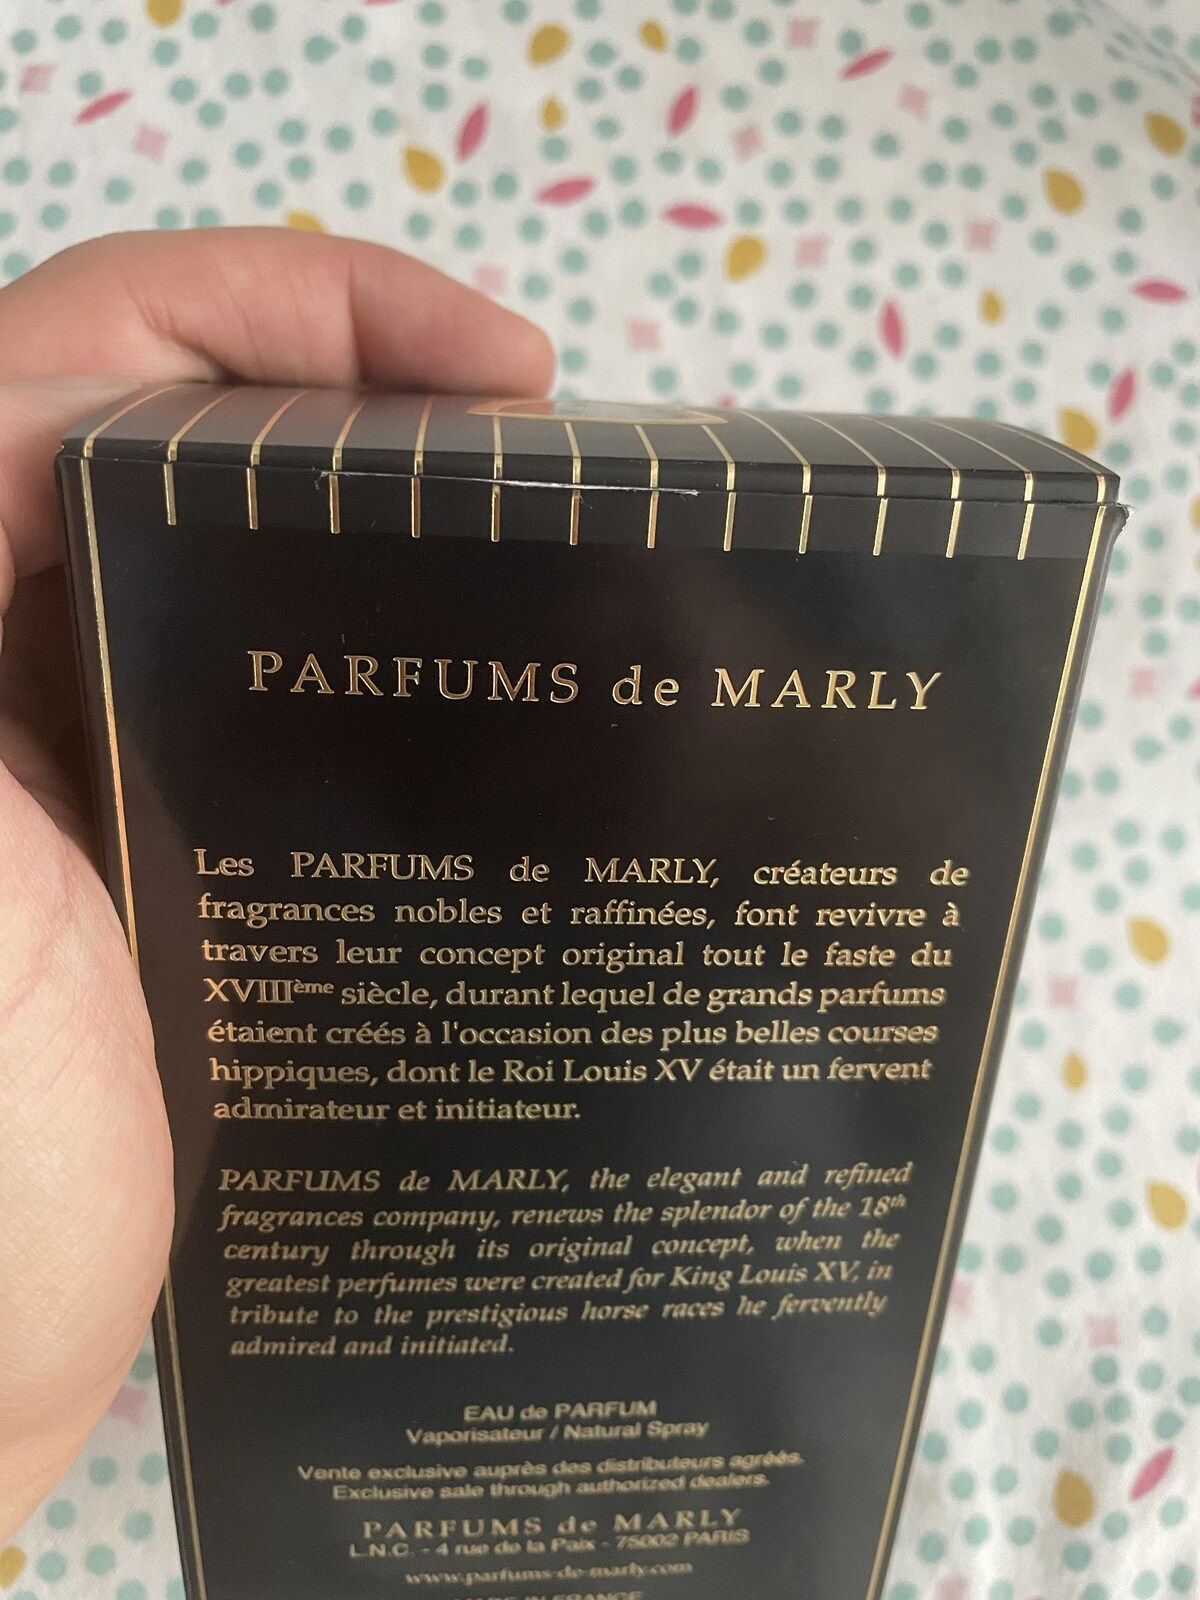 PARFUMS de MARLY
Les PARFUMS de MARLY, créateurs de
fragrances nobles et raffinées, font revivre à
travers leur concept original tout le faste du
XVIIIème siècle, durant lequel de grands parfums
étaient créés à l'occasion des plus belles courses
hippiques, dont le Roi Louis XV était un fervent
admirateur et initiateur.
PARFUMS de MARLY, the elegant and refined
fragrances company, renews the splendor of the 18th
century through its original concept, when the
greatest perfumes were created for King Louis XV, in
tribute to the prestigious horse races he fervently
admired and initiated.
EAU de PARFUM
Vaporisateur / Natural Spray
Vente exclusive auprès des distributeurs agréés.
Exclusive sale through authorized dealers.
PARFUMS de MARLY
L.N.C. - 4 rue de la Paix - 75002 PARIS
www.parfums-de-marly.com
MADE IN FRANCE